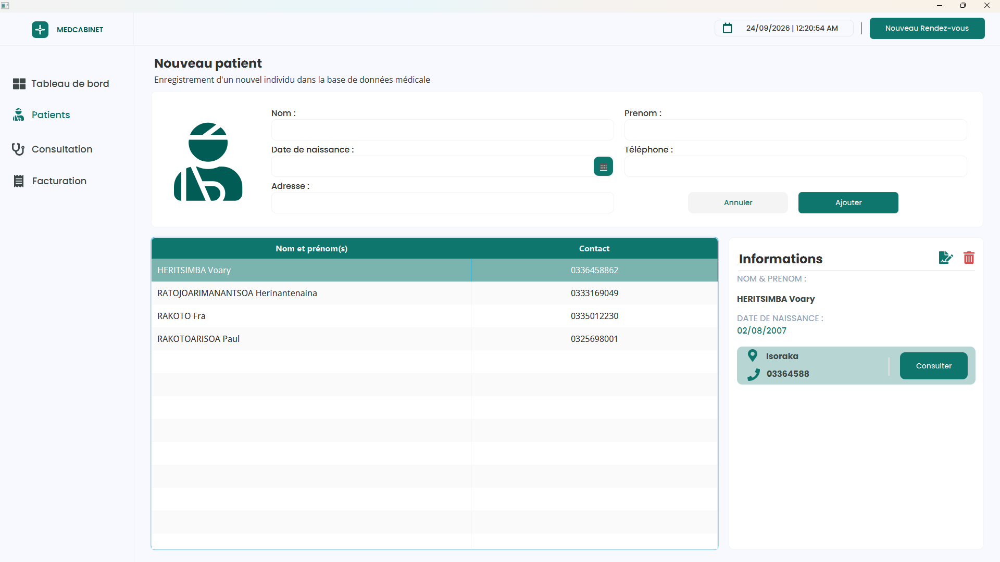 MEDCABINET
24/09/2026 | 12:20:54 AM
Nouveau Rendez-vous
Tableau de bord
Patients
Consultation
Facturation
Nouveau patient
Enregistrement d'un nouvel individu dans la base de données médicale
Nom :
Prenom :
Date de naissance :
Téléphone :
Adresse :
Annuler
Ajouter
Nom et prénom(s) Contact
HERITSIMBA Voary 0336458862
RATOJOARIMANANTSOA Herinantenaina 0333169049
RAKOTO Fra 0335012230
RAKOTOARISOA Paul 0325698001
Informations
NOM & PRENOM :
HERITSIMBA Voary
DATE DE NAISSANCE :
02/08/2007
Isoraka
03364588
Consulter